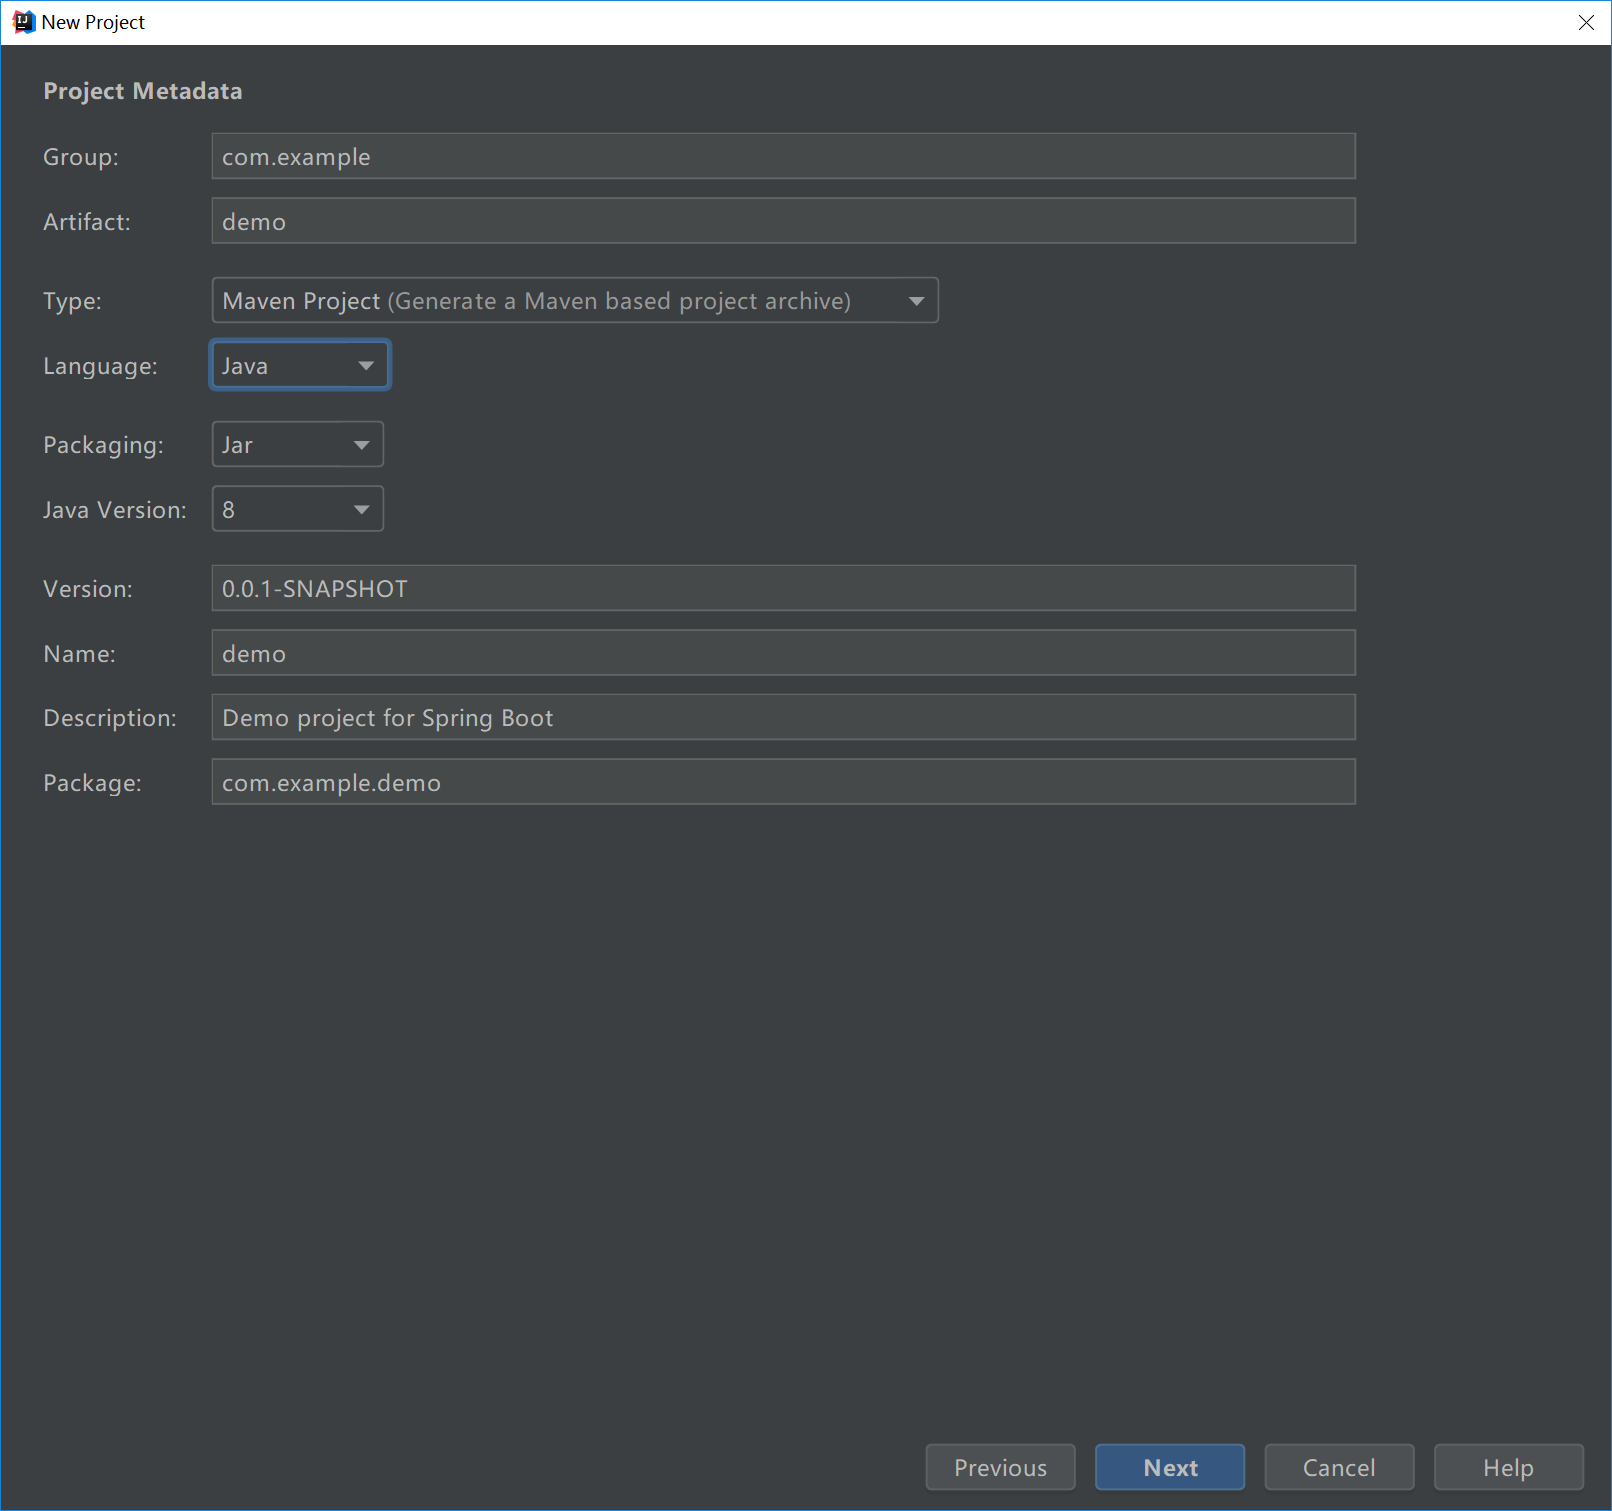 New Project
Project Metadata
Group: com.example
Artifact: demo
Type: Maven Project (Generate a Maven based project archive)
Language: Java
Packaging: Jar
Java Version: 8
Version: 0.0.1-SNAPSHOT
Name: demo
Description: Demo project for Spring Boot
Package: com.example.demo
Previous Next Cancel Help